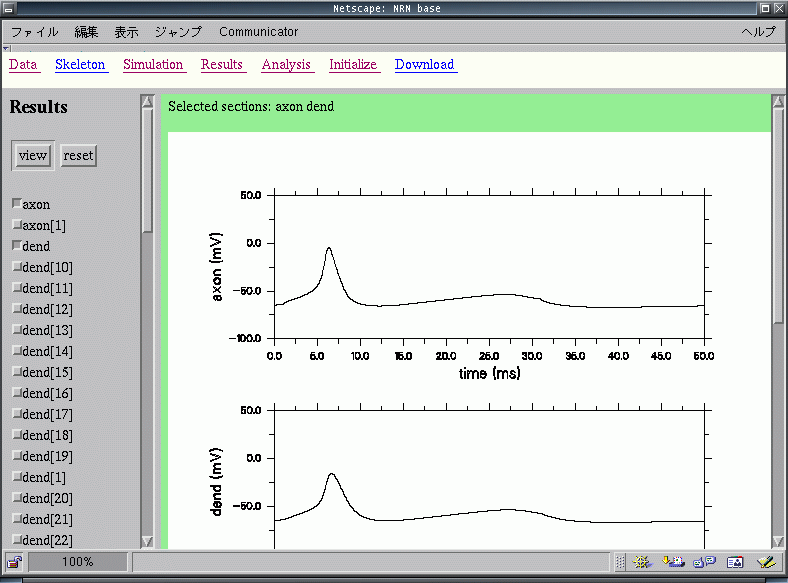 Netscape: NRN base
ファイル 編集 表示 ジャンプ Communicator ヘルプ
Data Skeleton Simulation Results Analysis Initialize Download
Results
view reset
axon
axon[1]
dend
dend[10]
dend[11]
dend[12]
dend[13]
dend[14]
dend[15]
dend[16]
dend[17]
dend[18]
dend[19]
dend[1]
dend[20]
dend[21]
dend[22]
Selected sections: axon dend
50.0
0.0
-50.0
-100.0
axon (mV)
0.0 5.0 10.0 15.0 20.0 25.0 30.0 35.0 40.0 45.0 50.0
time (ms)
50.0
0.0
-50.0
dend (mV)
100%